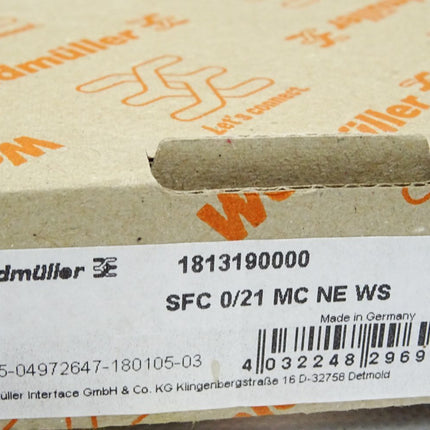 dmüller
Let's connect.
We
dmüller
1813190000
SFC 0/21 MC NE WS
Made in Germany
5-04972647-180105-03
4 032248 2969
üller Interface GmbH & Co. KG Klingenbergstraße 16 D-32758 Detmold